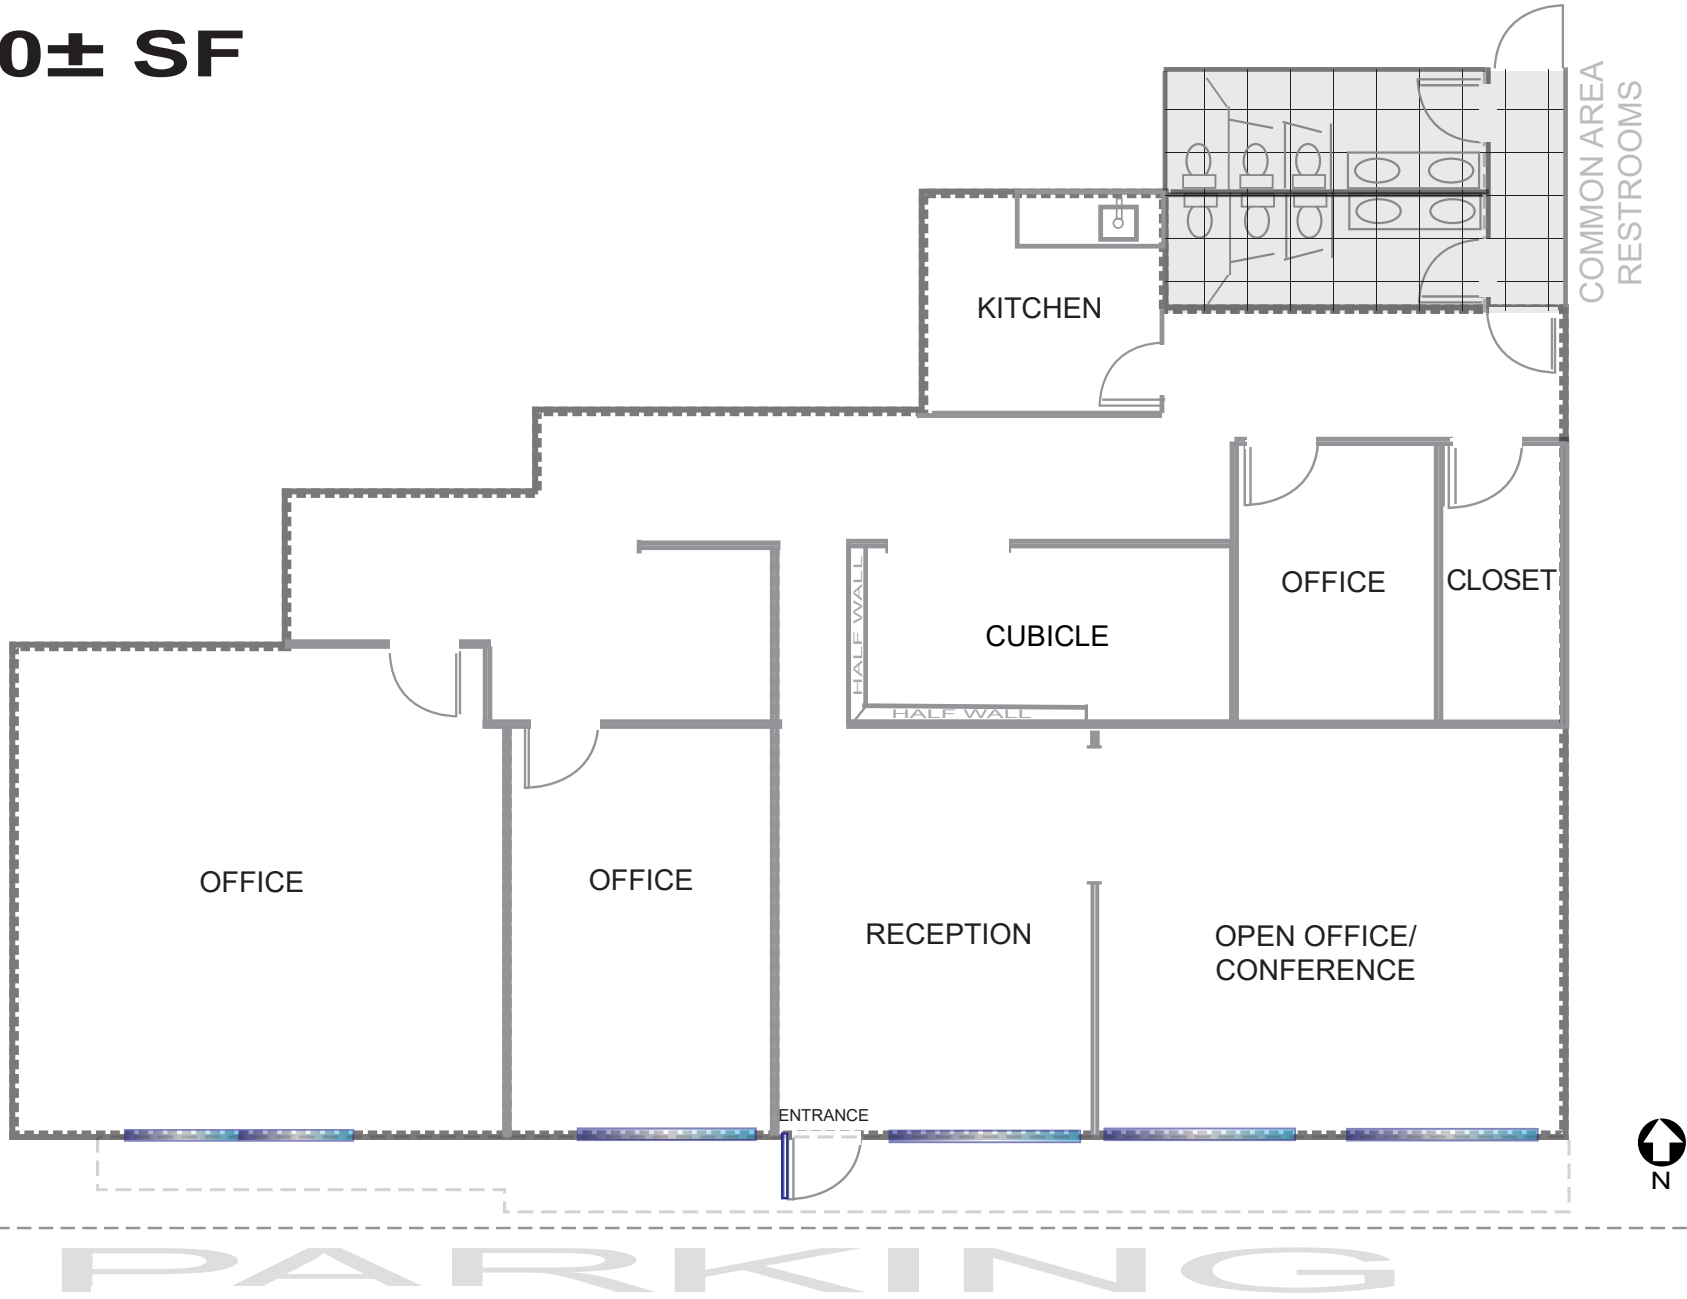 0± SF
COMMON AREA
RESTROOMS
KITCHEN
OFFICE
CLOSET
HALF WALL
CUBICLE
HALF WALL
OFFICE
OFFICE
RECEPTION
OPEN OFFICE/
CONFERENCE
ENTRANCE
N
PARKING